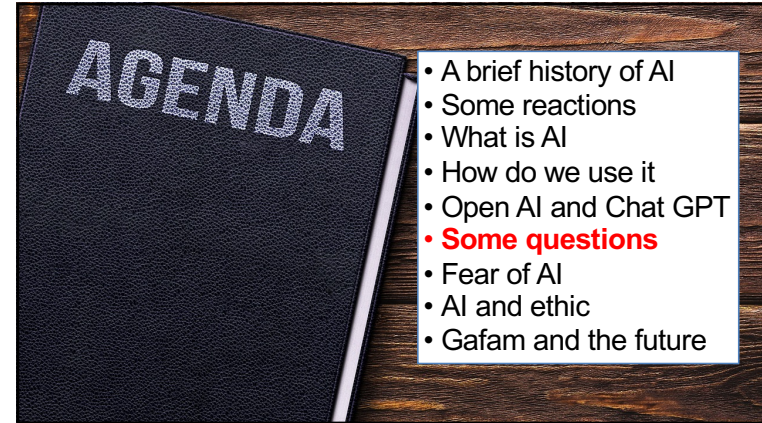 AGENDA
• A brief history of AI
• Some reactions
• What is AI
• How do we use it
• Open AI and Chat GPT
• Some questions
• Fear of AI
• AI and ethic
• Gafam and the future